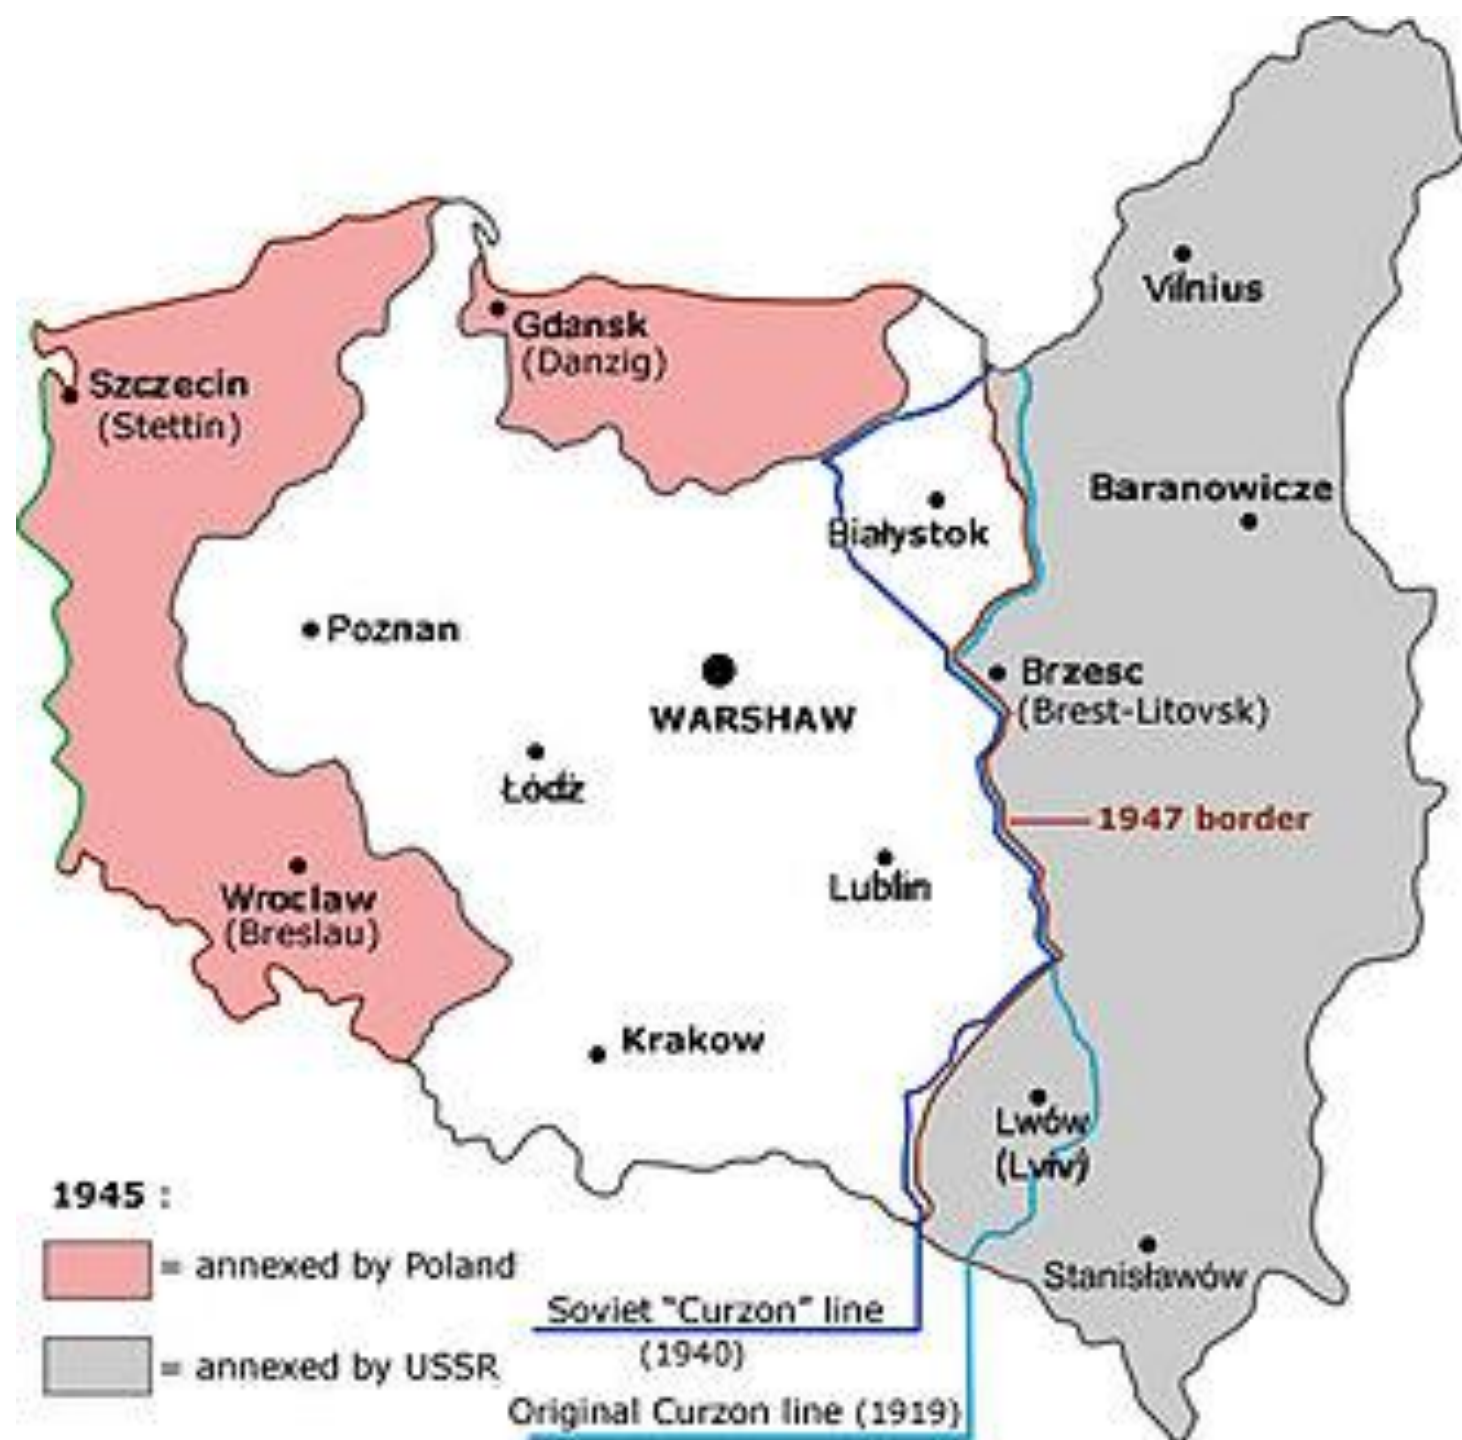 Vilnius
Gdansk
(Danzig)
Szczecin
(Stettin)
Baranowicze
Białystok
Poznan
Brzesc
(Brest-Litovsk)
WARSHAW
Łódż
1947 border
Lublin
Wroclaw
(Breslau)
Krakow
Lwów
(Lviv)
1945 :
= annexed by Poland
Stanisławów
Soviet "Curzon" line
(1940)
= annexed by USSR
Original Curzon line (1919)